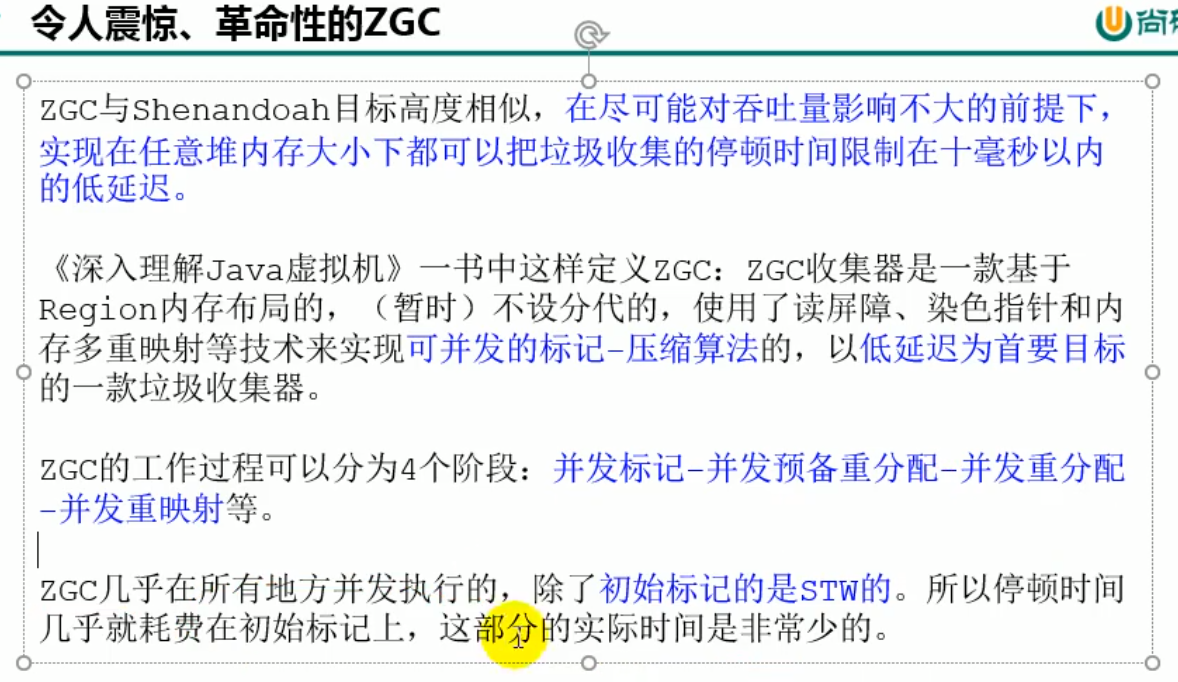 令人震惊、革命性的ZGC
尚
ZGC与Shenandoah目标高度相似，在尽可能对吞吐量影响不大的前提下，
实现在任意堆内存大小下都可以把垃圾收集的停顿时间限制在十毫秒以内
的低延迟。
《深入理解Java虚拟机》一书中这样定义ZGC：ZGC收集器是一款基于
Region内存布局的，（暂时）不设分代的，使用了读屏障、染色指针和内
存多重映射等技术来实现可并发的标记-压缩算法的，以低延迟为首要目标
的一款垃圾收集器。
ZGC的工作过程可以分为4个阶段：并发标记-并发预备重分配-并发重分配
-并发重映射等。
ZGC几乎在所有地方并发执行的，除了初始标记的是STW的。所以停顿时间
几乎就耗费在初始标记上，这部分的实际时间是非常少的。